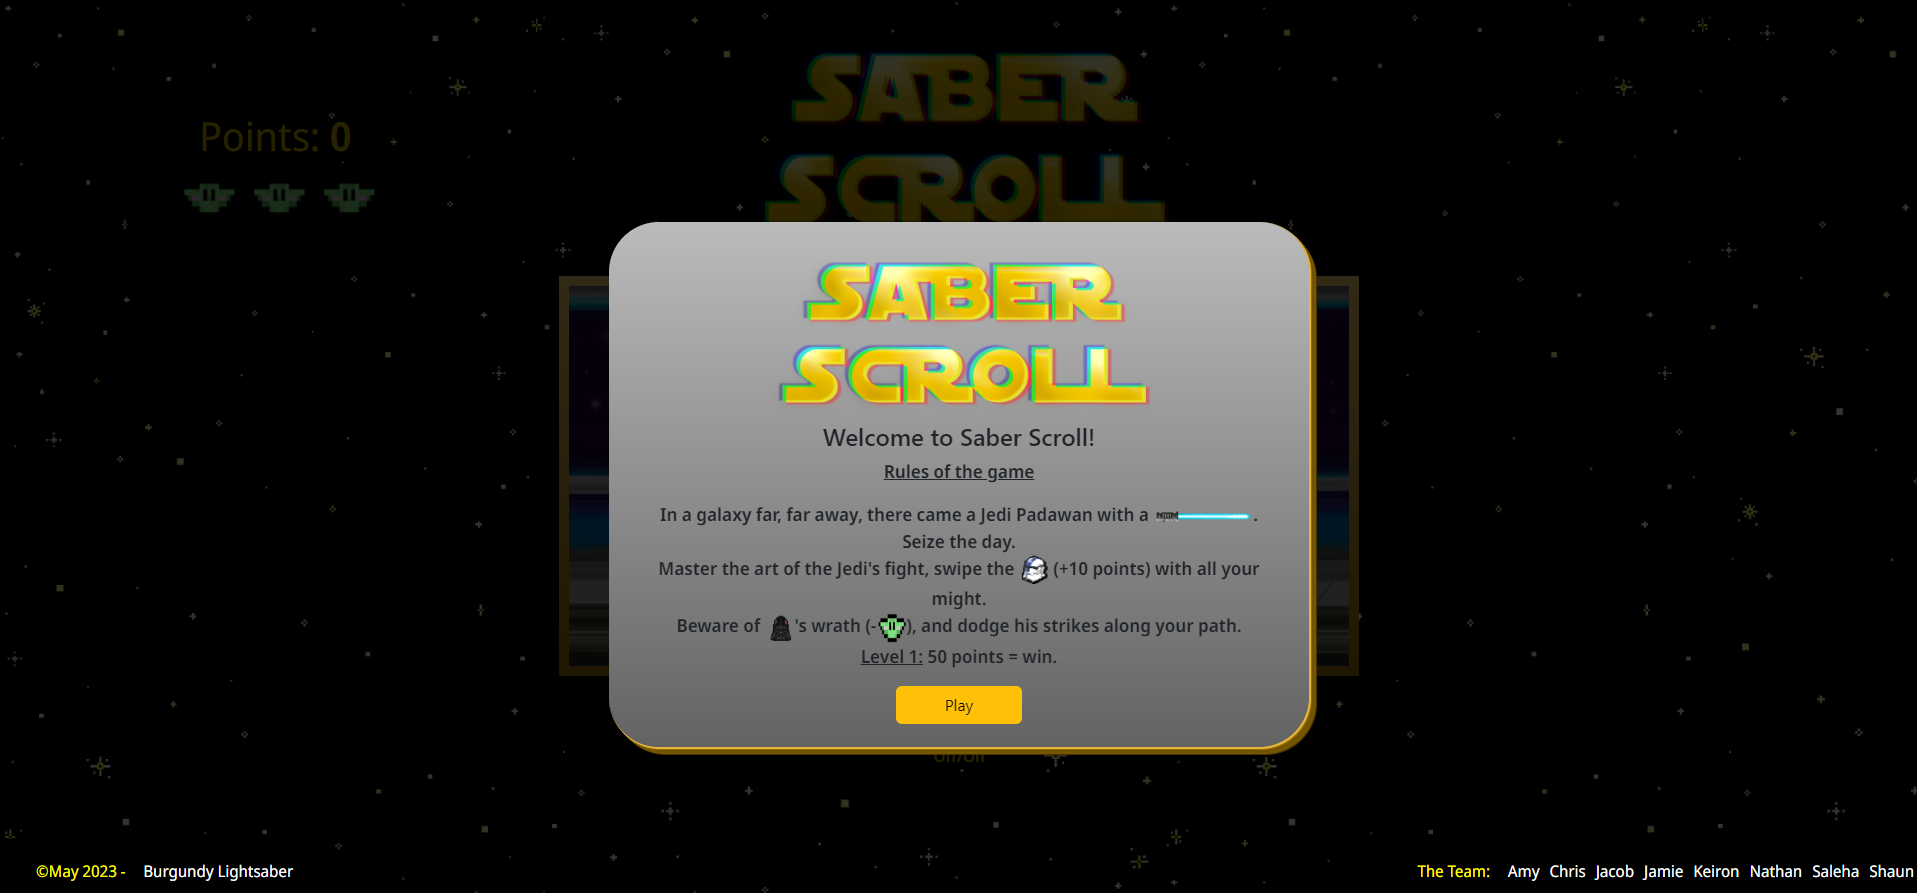 SABER
SCROLL
Points: 0
SABER
SCROLL
Welcome to Saber Scroll!
Rules of the game
In a galaxy far, far away, there came a Jedi Padawan with a .
Seize the day.
Master the art of the Jedi's fight, swipe the (+10 points) with all your
might.
Beware of 's wrath (- ), and dodge his strikes along your path.
Level 1: 50 points = win.
Play
©May 2023 - Burgundy Lightsaber
The Team: Amy Chris Jacob Jamie Keiron Nathan Saleha Shaun